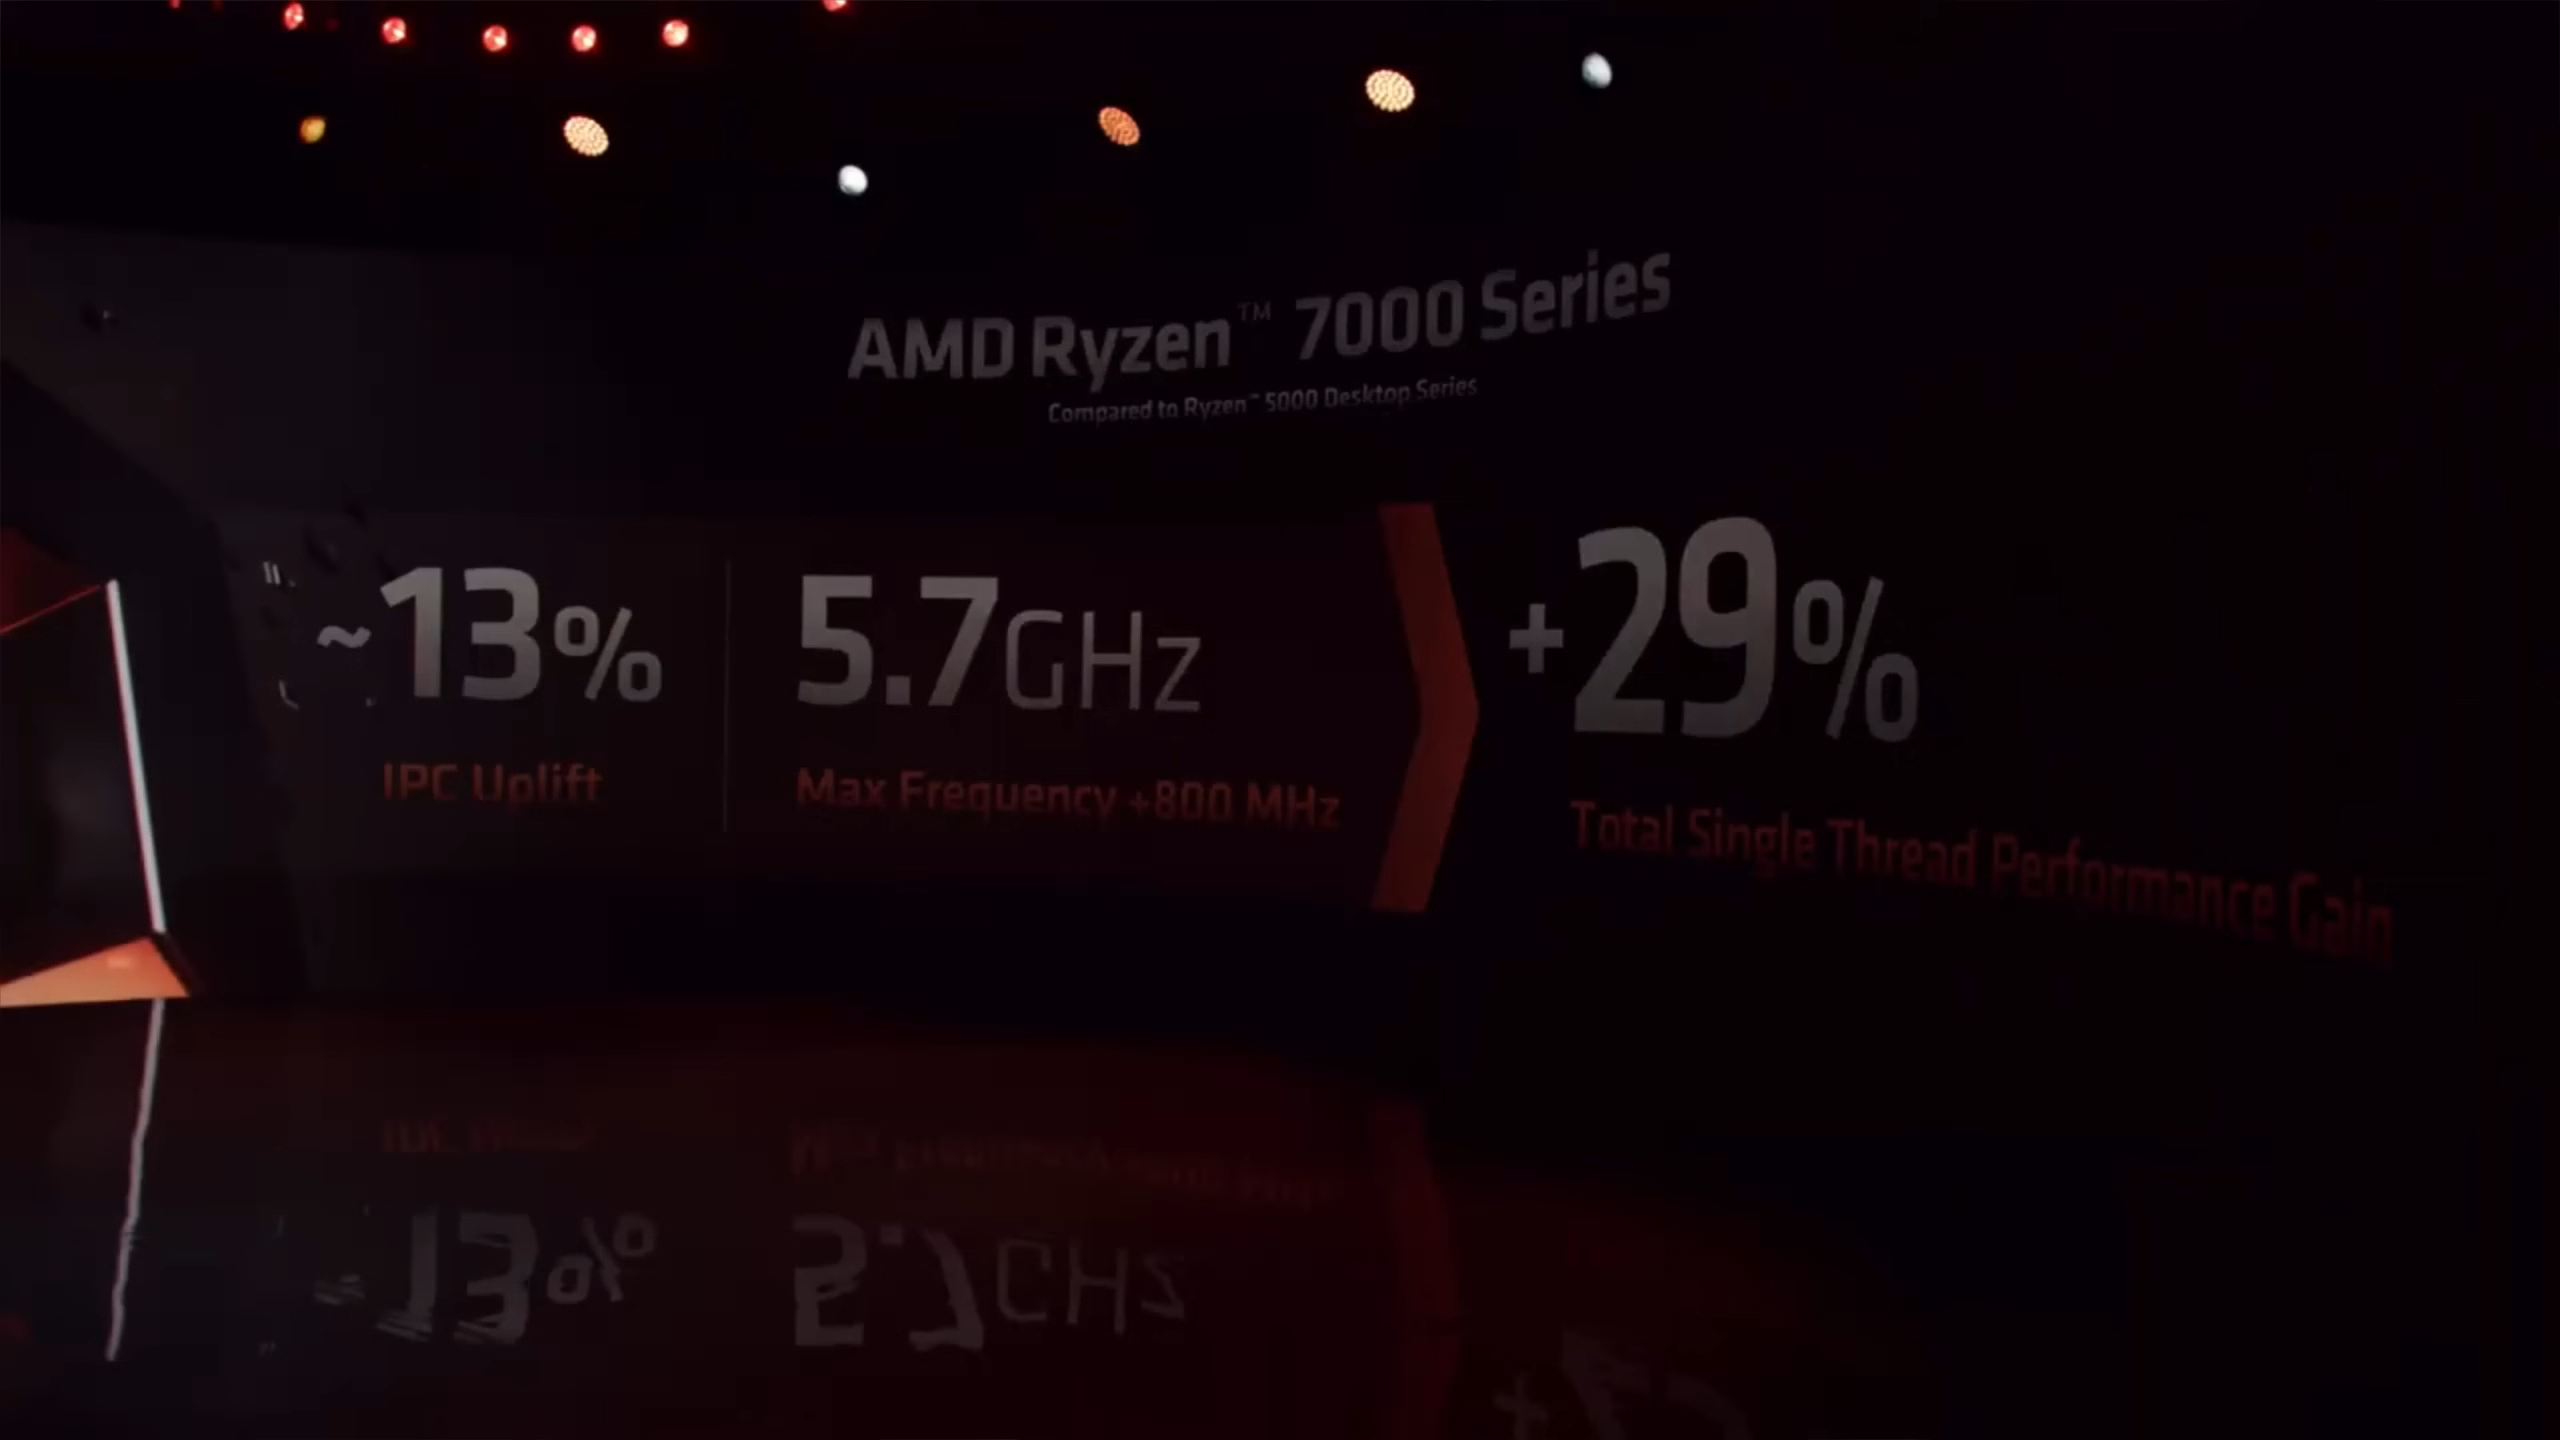 AMD Ryzen™ 7000 Series
Compared to Ryzen™ 5000 Desktop Series
~13%
IPC Uplift
5.7GHz
Max Frequency +800 MHz
+29%
Total Single Thread Performance Gain